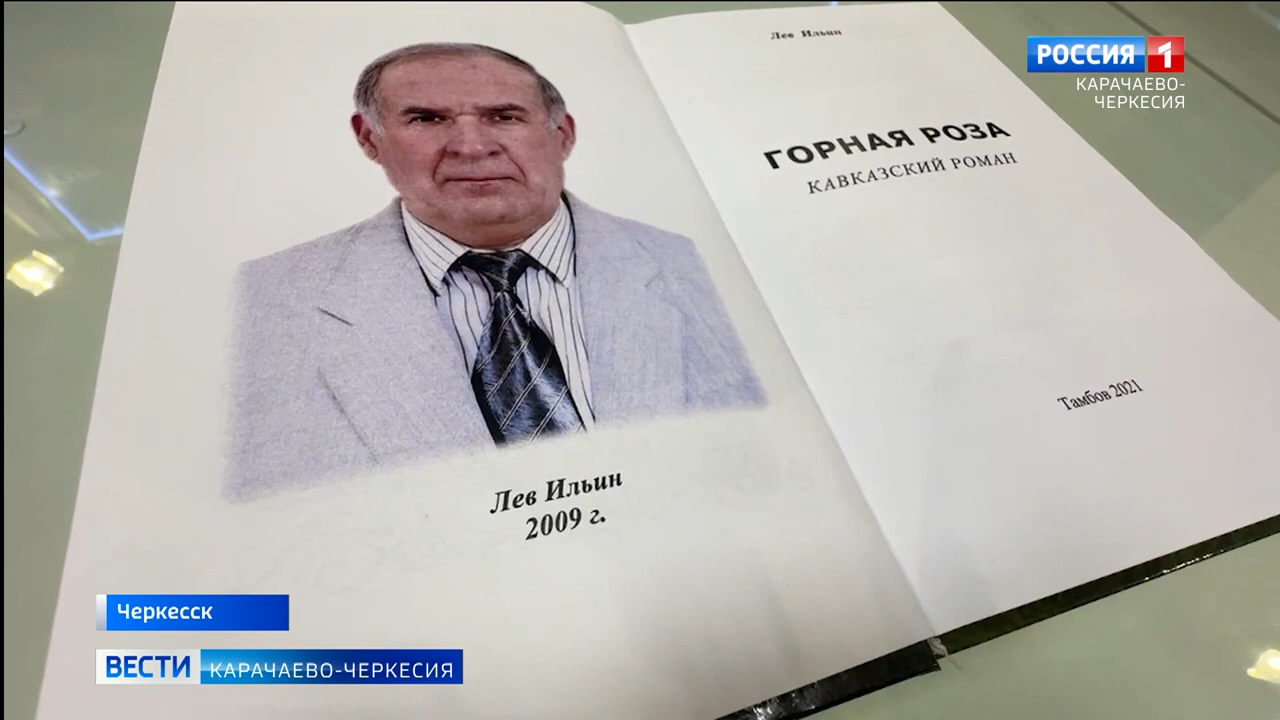 Лев Ильин
ГОРНАЯ РОЗА
КАВКАЗСКИЙ РОМАН
Тамбов 2021
Лев Ильин
2009 г.
РОССИЯ 1
КАРАЧАЕВО-
ЧЕРКЕСИЯ
Черкесск
ВЕСТИ КАРАЧАЕВО-ЧЕРКЕСИЯ